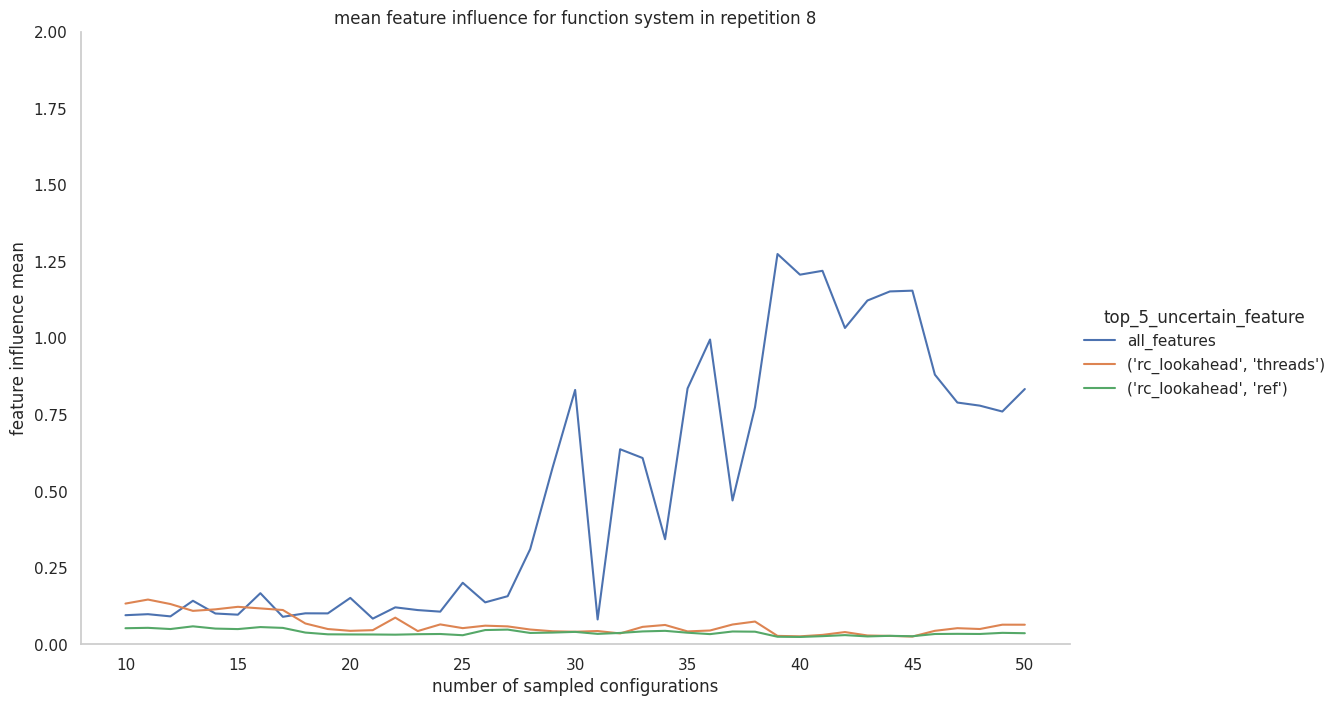 mean feature influence for function system in repetition 8
2.00
1.75
1.50
1.25
1.00
0.75
0.50
0.25
0.00
feature influence mean
10 15 20 25 30 35 40 45 50
number of sampled configurations
top_5_uncertain_feature
all_features
('rc_lookahead', 'threads')
('rc_lookahead', 'ref')